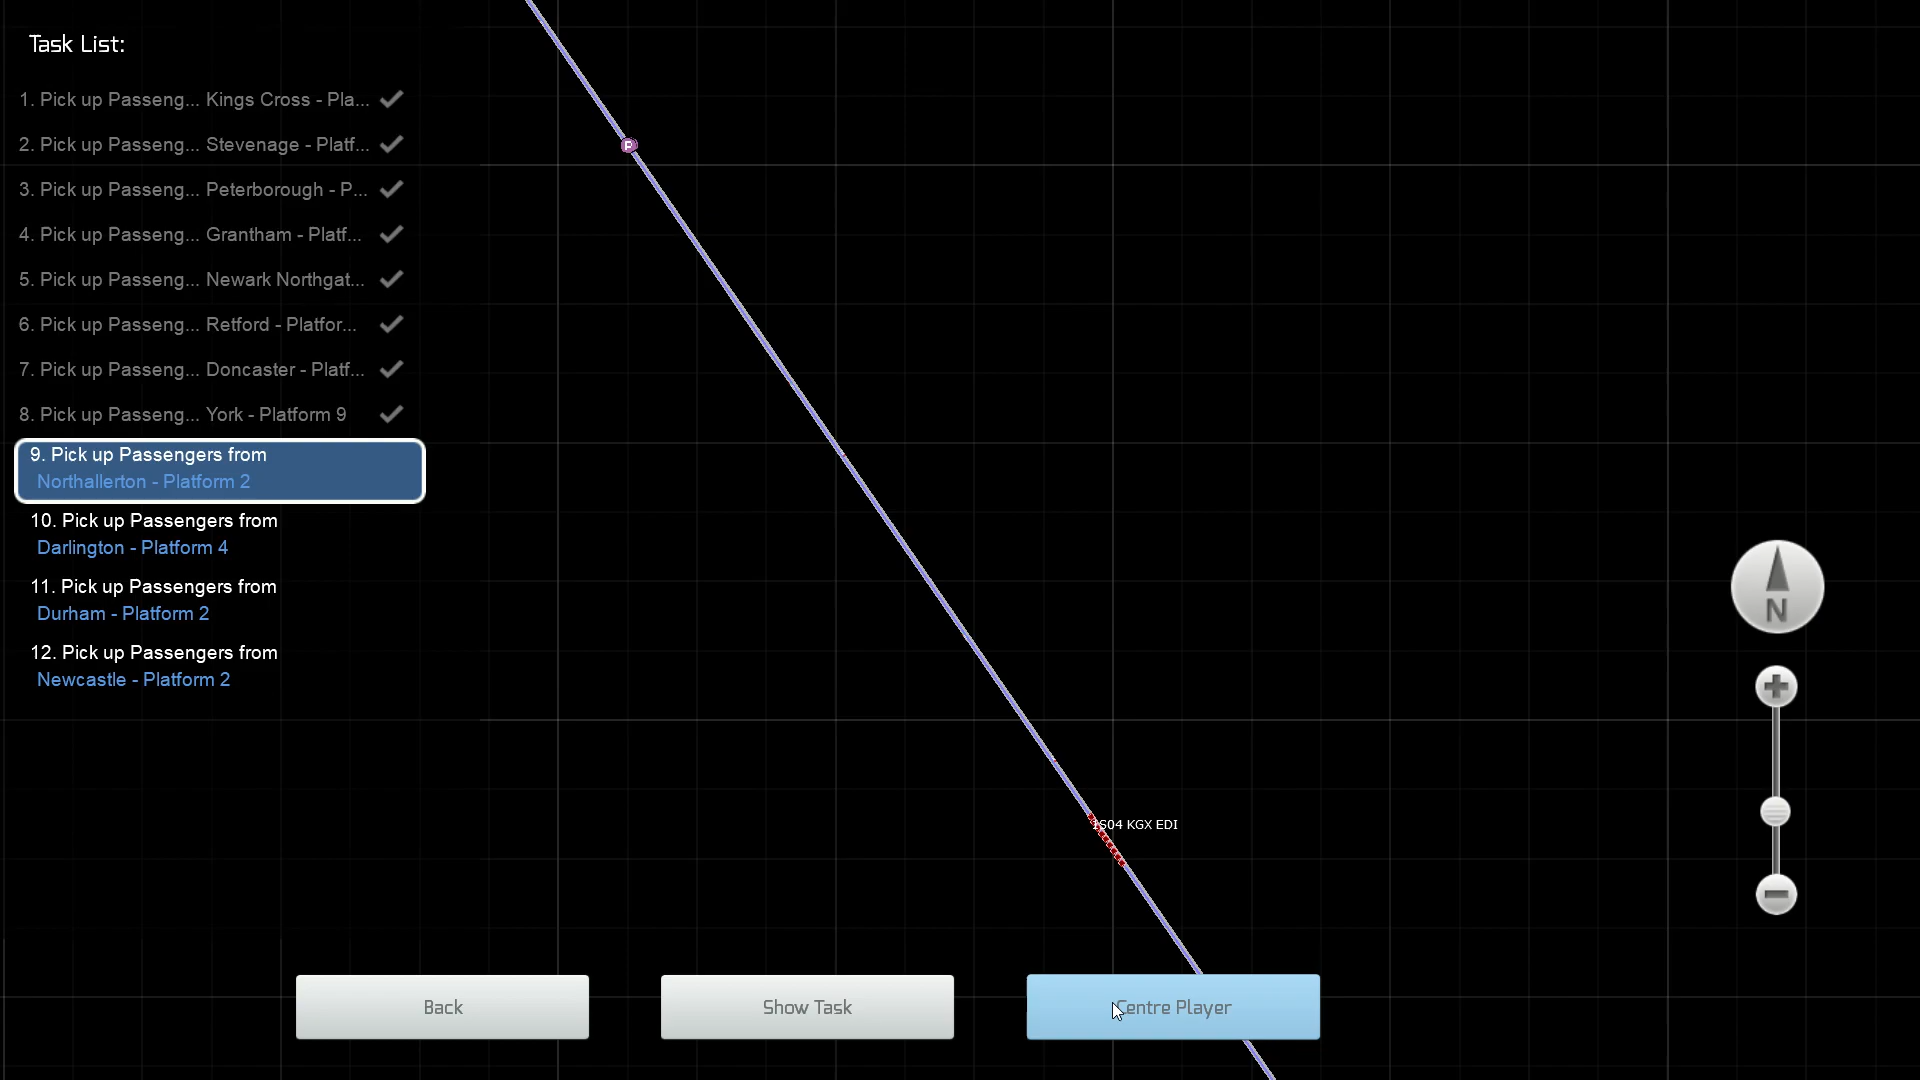 Task List:
1. Pick up Passeng... Kings Cross - Pla...
2. Pick up Passeng... Stevenage - Platf...
3. Pick up Passeng... Peterborough - P...
4. Pick up Passeng... Grantham - Platf...
5. Pick up Passeng... Newark Northgat...
6. Pick up Passeng... Retford - Platfor...
7. Pick up Passeng... Doncaster - Platf...
8. Pick up Passeng... York - Platform 9
9. Pick up Passengers from
Northallerton - Platform 2
10. Pick up Passengers from
Darlington - Platform 4
11. Pick up Passengers from
Durham - Platform 2
12. Pick up Passengers from
Newcastle - Platform 2
P
1S04 KGX EDI
N
Back
Show Task
Centre Player